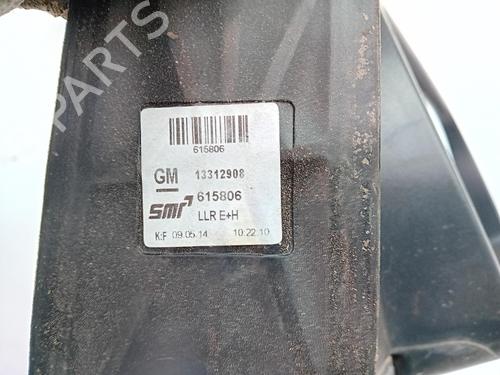 B-PARTS
615806
GM 13312908
smr 615806
LLR E+H
K:F 09.05.14 10:22:10